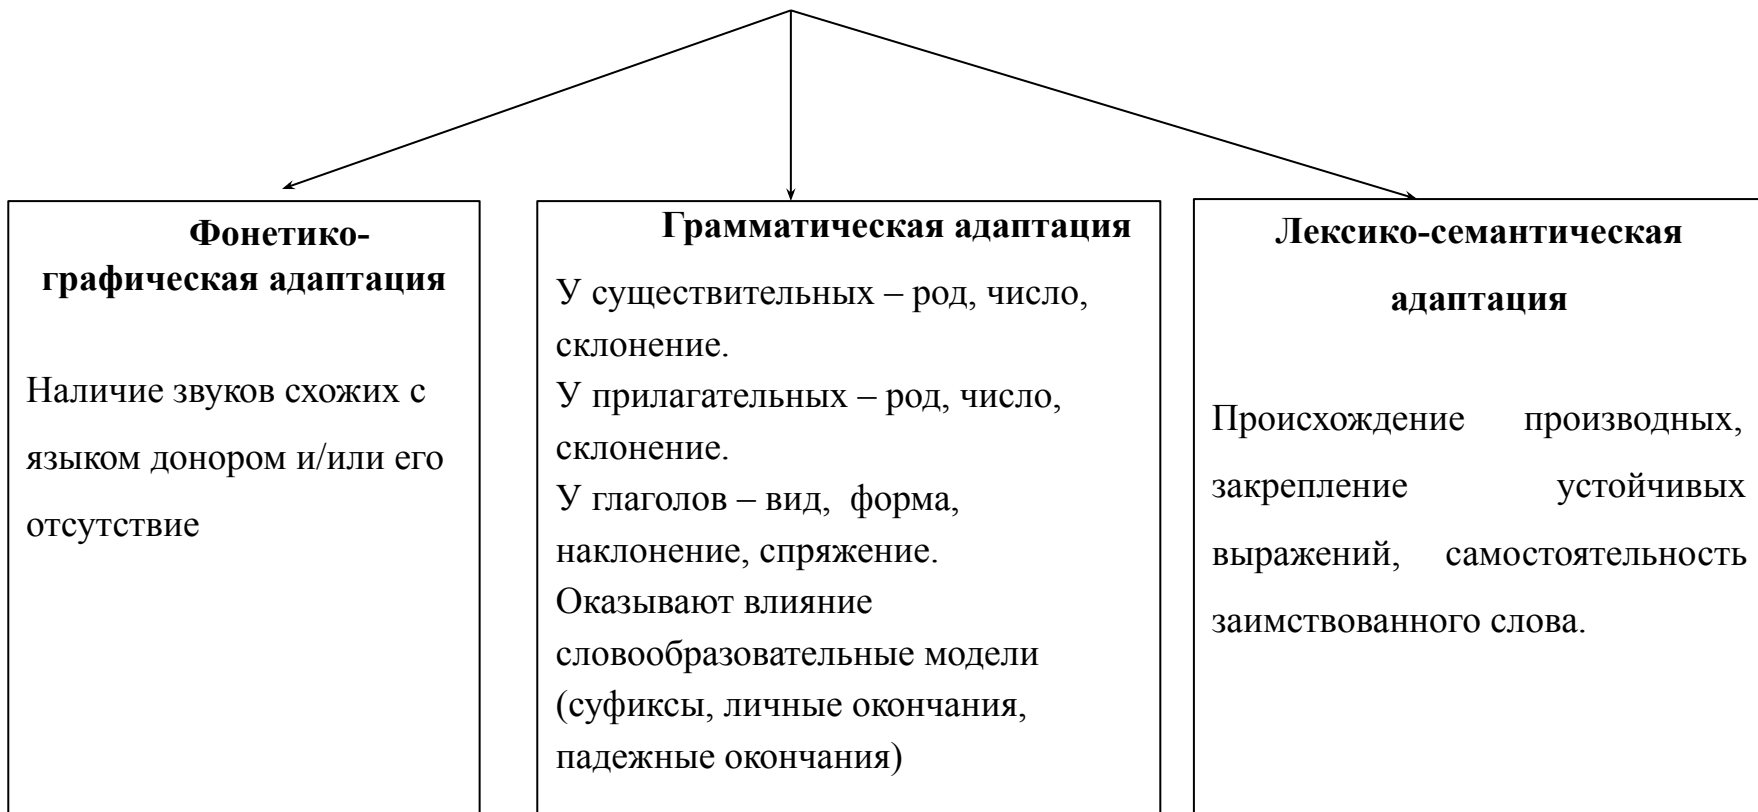 Фонетико-
графическая адаптация
Наличие звуков схожих с
языком донором и/или его
отсутствие
Грамматическая адаптация
У существительных – род, число,
склонение.
У прилагательных – род, число,
склонение.
У глаголов – вид, форма,
наклонение, спряжение.
Оказывают влияние
словообразовательные модели
(суфиксы, личные окончания,
падежные окончания)
Лексико-семантическая
адаптация
Происхождение производных,
закрепление устойчивых
выражений, самостоятельность
заимствованного слова.